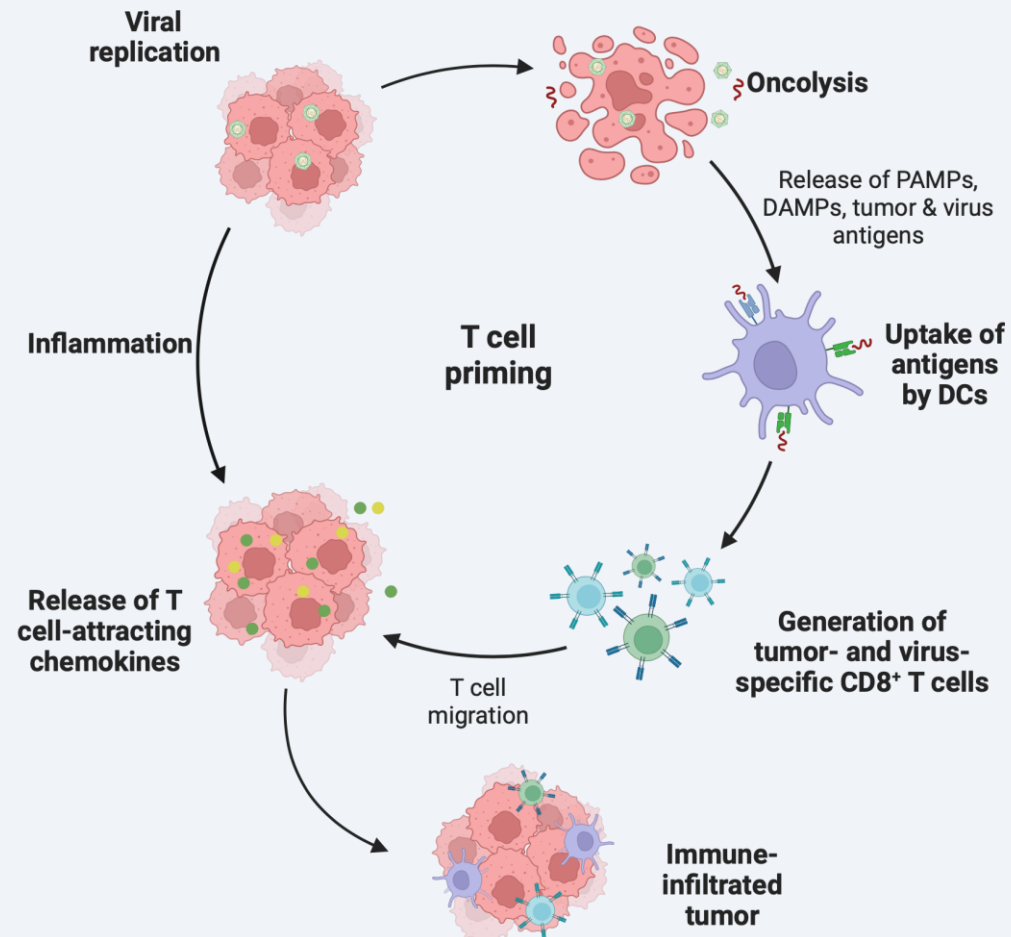 Viral
replication
Oncolysis
Release of PAMPs,
DAMPs, tumor & virus
antigens
Inflammation
T cell
priming
Uptake of
antigens
by DCs
Release of T
cell-attracting
chemokines
T cell
migration
Generation of
tumor- and virus-
specific CD8⁺ T cells
Immune-
infiltrated
tumor